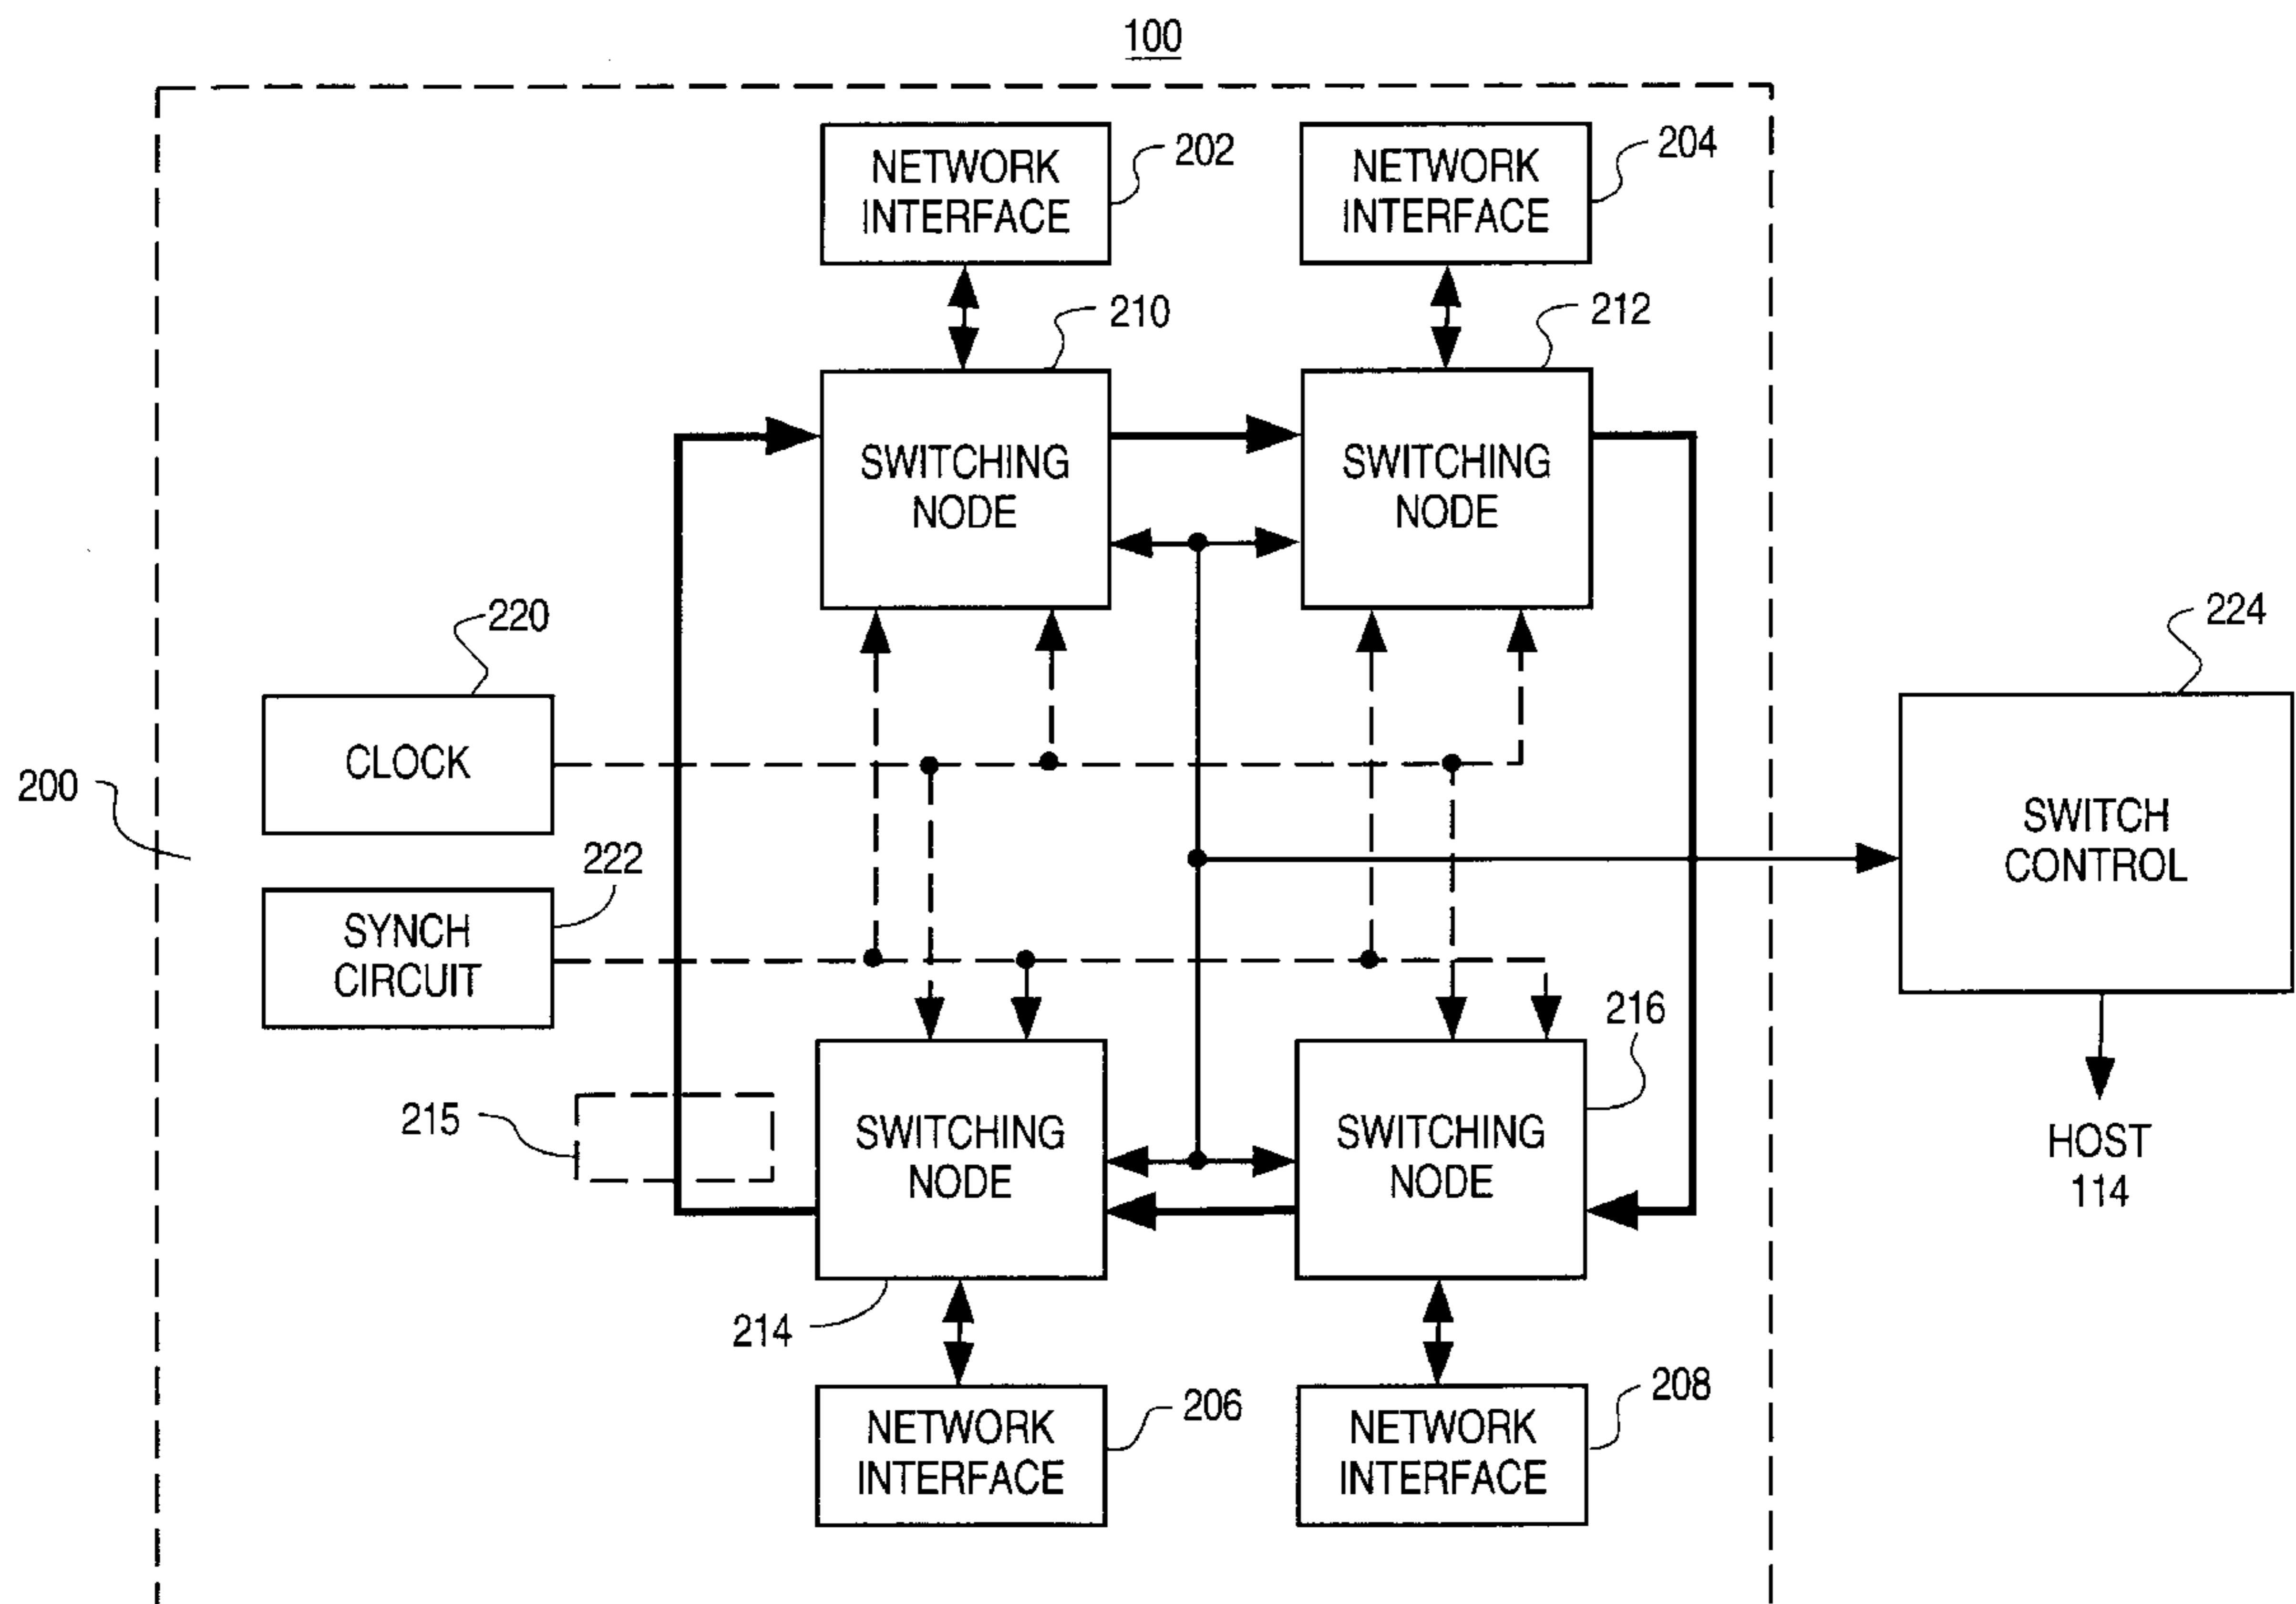 100
NETWORK
INTERFACE
202
NETWORK
INTERFACE
204
210
212
SWITCHING
NODE
SWITCHING
NODE
220
224
CLOCK
200
SWITCH
CONTROL
222
SYNCH
CIRCUIT
216
215
SWITCHING
NODE
SWITCHING
NODE
HOST
114
214
206
208
NETWORK
INTERFACE
NETWORK
INTERFACE